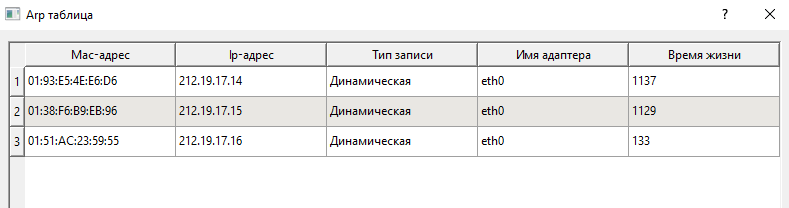 Arp таблица
Mac-адрес Ip-адрес Тип записи Имя адаптера Время жизни
1 01:93:E5:4E:E6:D6 212.19.17.14 Динамическая eth0 1137
2 01:38:F6:B9:EB:96 212.19.17.15 Динамическая eth0 1129
3 01:51:AC:23:59:55 212.19.17.16 Динамическая eth0 133